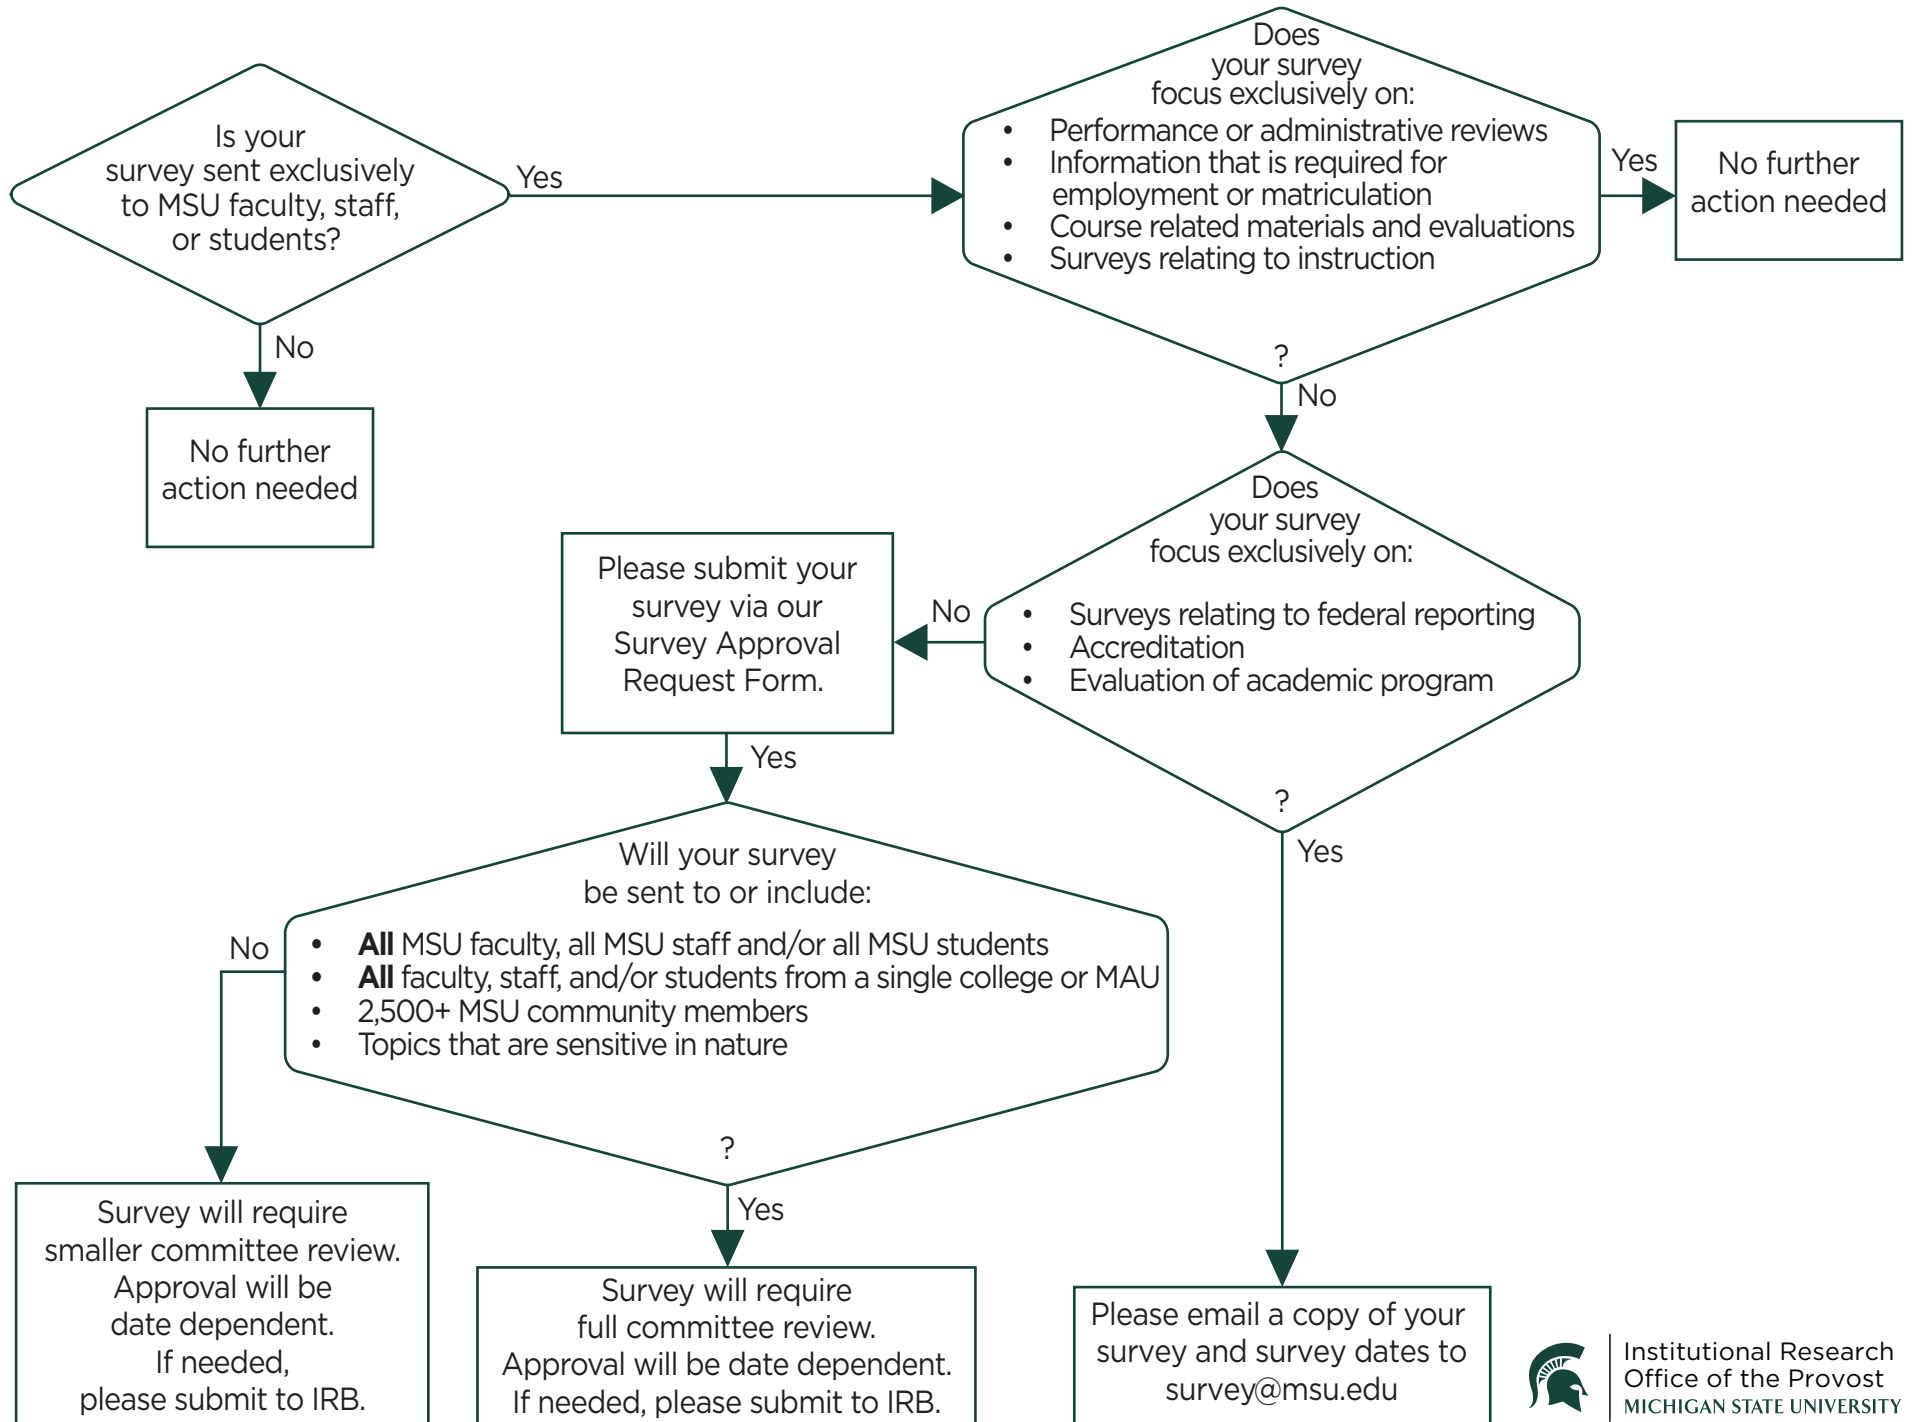 Is your
survey sent exclusively
to MSU faculty, staff,
or students?
Yes
No
No further
action needed
Does
your survey
focus exclusively on:
• Performance or administrative reviews
• Information that is required for
employment or matriculation
• Course related materials and evaluations
• Surveys relating to instruction
?
Yes
No further
action needed
No
Does
your survey
focus exclusively on:
• Surveys relating to federal reporting
• Accreditation
• Evaluation of academic program
?
No
Please submit your
survey via our
Survey Approval
Request Form.
Yes
Will your survey
be sent to or include:
• All MSU faculty, all MSU staff and/or all MSU students
• All faculty, staff, and/or students from a single college or MAU
• 2,500+ MSU community members
• Topics that are sensitive in nature
?
No
Survey will require
smaller committee review.
Approval will be
date dependent.
If needed,
please submit to IRB.
Yes
Survey will require
full committee review.
Approval will be date dependent.
If needed, please submit to IRB.
Yes
Please email a copy of your
survey and survey dates to
survey@msu.edu
Institutional Research
Office of the Provost
MICHIGAN STATE UNIVERSITY